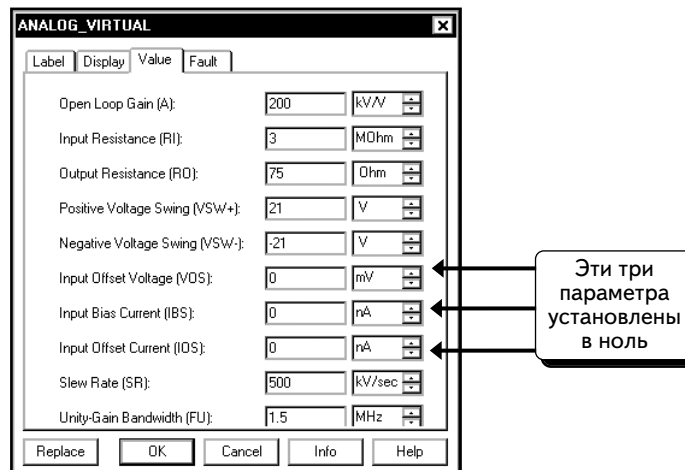 ANALOG_VIRTUAL
Label Display Value Fault
Open Loop Gain (A): 200 kV/V
Input Resistance (RI): 3 MOhm
Output Resistance (RO): 75 Ohm
Positive Voltage Swing (VSW+): 21 V
Negative Voltage Swing (VSW-): -21 V
Input Offset Voltage (VOS): 0 mV
Input Bias Current (IBS): 0 nA
Input Offset Current (IOS): 0 nA
Slew Rate (SR): 500 kV/sec
Unity-Gain Bandwidth (FU): 1.5 MHz
Replace OK Cancel Info Help
Эти три
параметра
установлены
в ноль